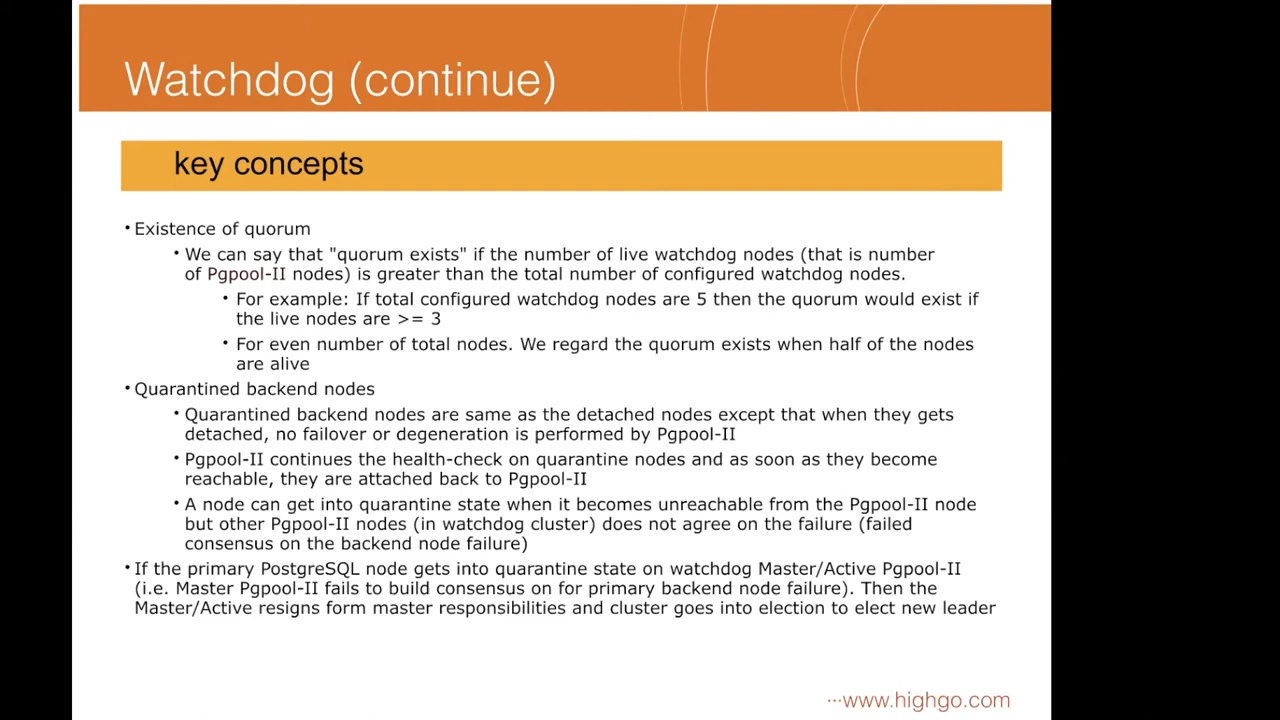 Watchdog (continue)
key concepts
• Existence of quorum
• We can say that "quorum exists" if the number of live watchdog nodes (that is number
of Pgpool-II nodes) is greater than the total number of configured watchdog nodes.
• For example: If total configured watchdog nodes are 5 then the quorum would exist if
the live nodes are >= 3
• For even number of total nodes. We regard the quorum exists when half of the nodes
are alive
• Quarantined backend nodes
• Quarantined backend nodes are same as the detached nodes except that when they gets
detached, no failover or degeneration is performed by Pgpool-II
• Pgpool-II continues the health-check on quarantine nodes and as soon as they become
reachable, they are attached back to Pgpool-II
• A node can get into quarantine state when it becomes unreachable from the Pgpool-II node
but other Pgpool-II nodes (in watchdog cluster) does not agree on the failure (failed
consensus on the backend node failure)
• If the primary PostgreSQL node gets into quarantine state on watchdog Master/Active Pgpool-II
(i.e. Master Pgpool-II fails to build consensus on for primary backend node failure). Then the
Master/Active resigns form master responsibilities and cluster goes into election to elect new leader
···www.highgo.com